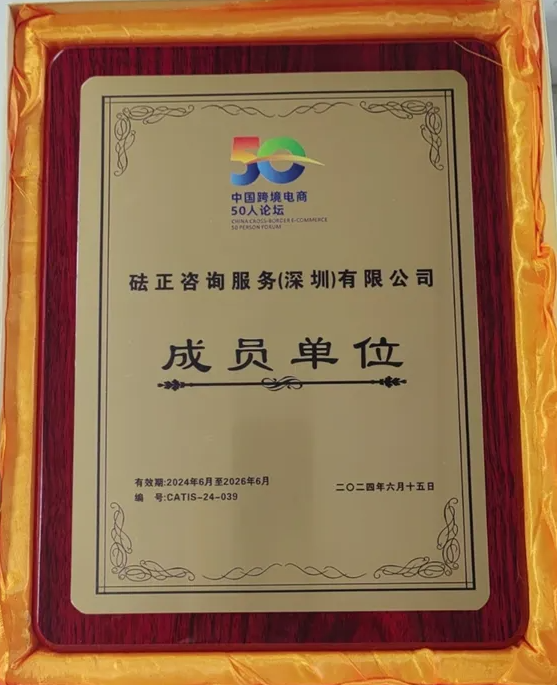 50
中国跨境电商
50人论坛
CHINA CROSS-BORDER E-COMMERCE
50 PERSON FORUM
砝正咨询服务(深圳)有限公司
成员单位
有效期:2024年6月至2026年6月
编 号:CATIS-24-039
二〇二四年六月十五日